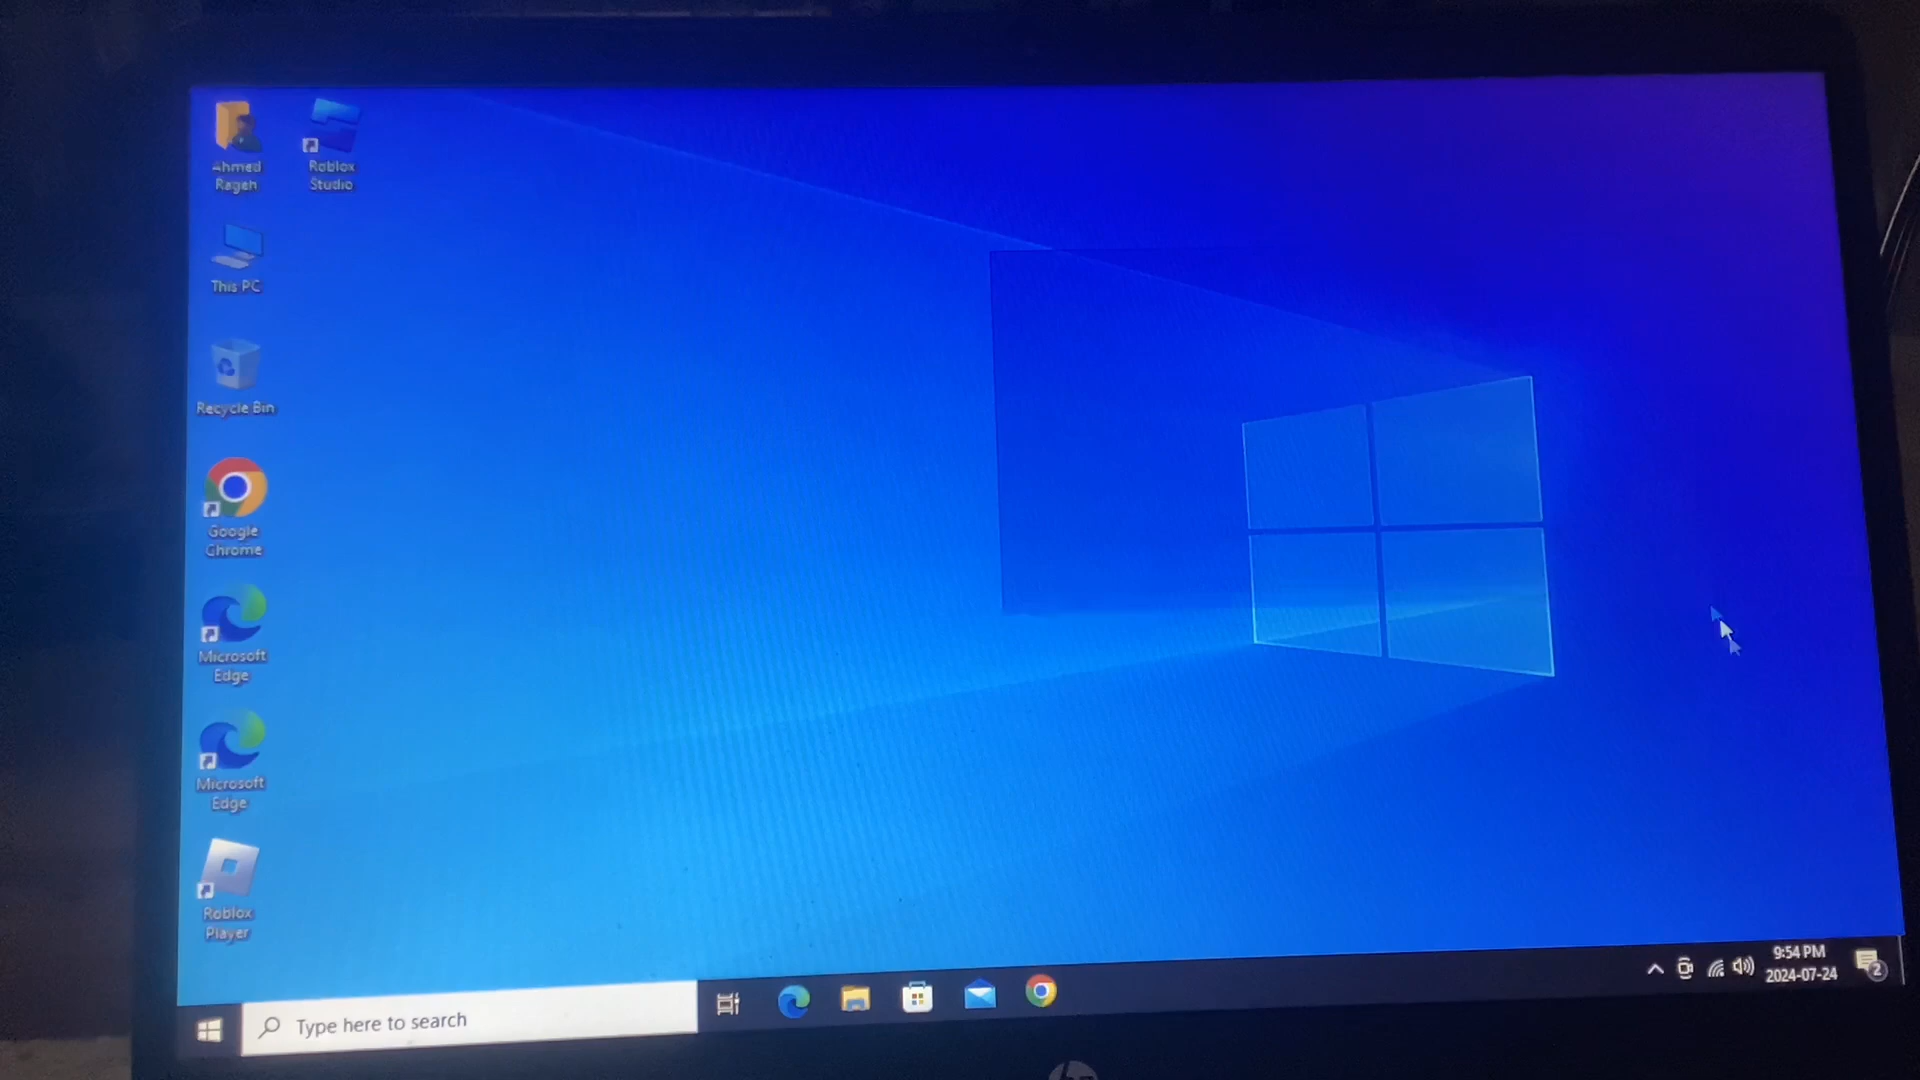 Ahmed
Rageh
Roblox
Studio
This PC
Recycle Bin
Google
Chrome
Microsoft
Edge
Microsoft
Edge
Roblox
Player
Type here to search
9:54 PM
2024-07-24
2
hp